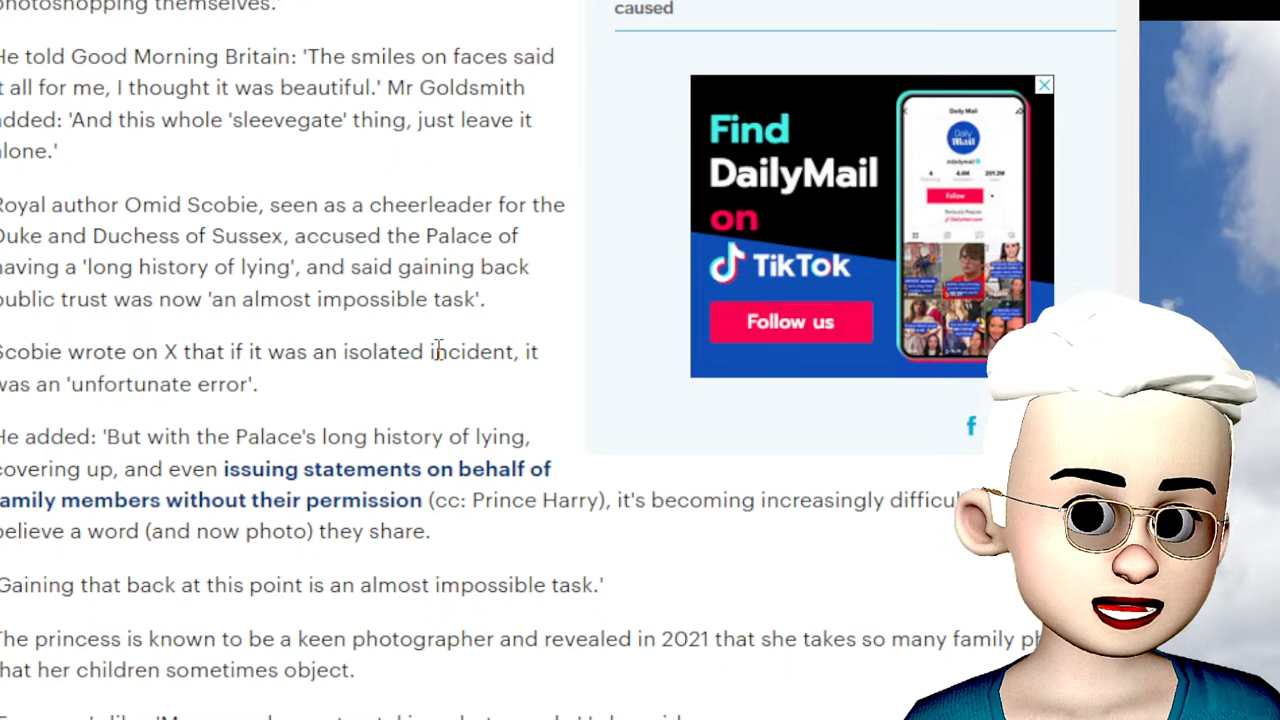 photoshopping themselves."
He told Good Morning Britain: 'The smiles on faces said
it all for me, I thought it was beautiful.' Mr Goldsmith
added: 'And this whole 'sleevegate' thing, just leave it
alone.'
Royal author Omid Scobie, seen as a cheerleader for the
Duke and Duchess of Sussex, accused the Palace of
having a 'long history of lying', and said gaining back
public trust was now 'an almost impossible task'.
Scobie wrote on X that if it was an isolated incident, it
was an 'unfortunate error'.
He added: 'But with the Palace's long history of lying,
covering up, and even issuing statements on behalf of
family members without their permission (cc: Prince Harry), it's becoming increasingly difficul
believe a word (and now photo) they share.
'Gaining that back at this point is an almost impossible task.'
The princess is known to be a keen photographer and revealed in 2021 that she takes so many family ph
that her children sometimes object.
caused
Find
DailyMail
on
TikTok
Follow us
Daily Mail
Daily
Mail
Follow
f